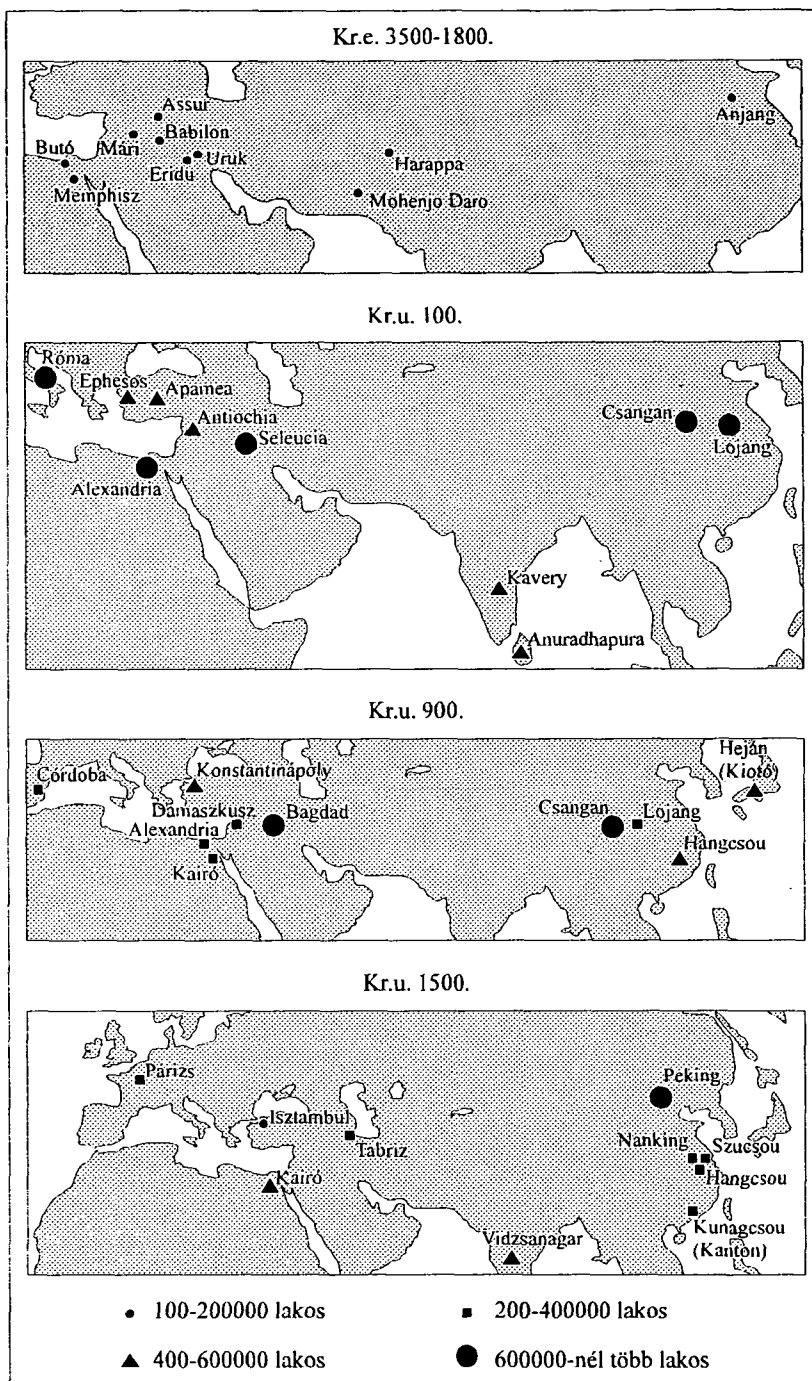 Kr.e. 3500-1800.
Assur
Anjang
Babilon
Butó
Mári
Uruk
Harappa
Eridu
Memphisz
Mohenjo Daro
Kr.u. 100.
Róma
Ephesos
Apamea
Antiochia
Csangan
Seleucia
Lojang
Alexandria
Kavery
Anuradhapura
Kr.u. 900.
Heján
(Kiotó)
Córdoba
Konstantinápoly
Damaszkusz
Bagdad
Csangan
Lojang
Alexandria
Hangcsou
Kairó
Kr.u. 1500.
Párizs
Peking
Isztambul
Nanking
Szucsou
Tabriz
Hangcsou
Kairó
Kunagcsou
(Kanton)
Vidzsanagar
100-200000 lakos
200-400000 lakos
400-600000 lakos
600000-nél több lakos